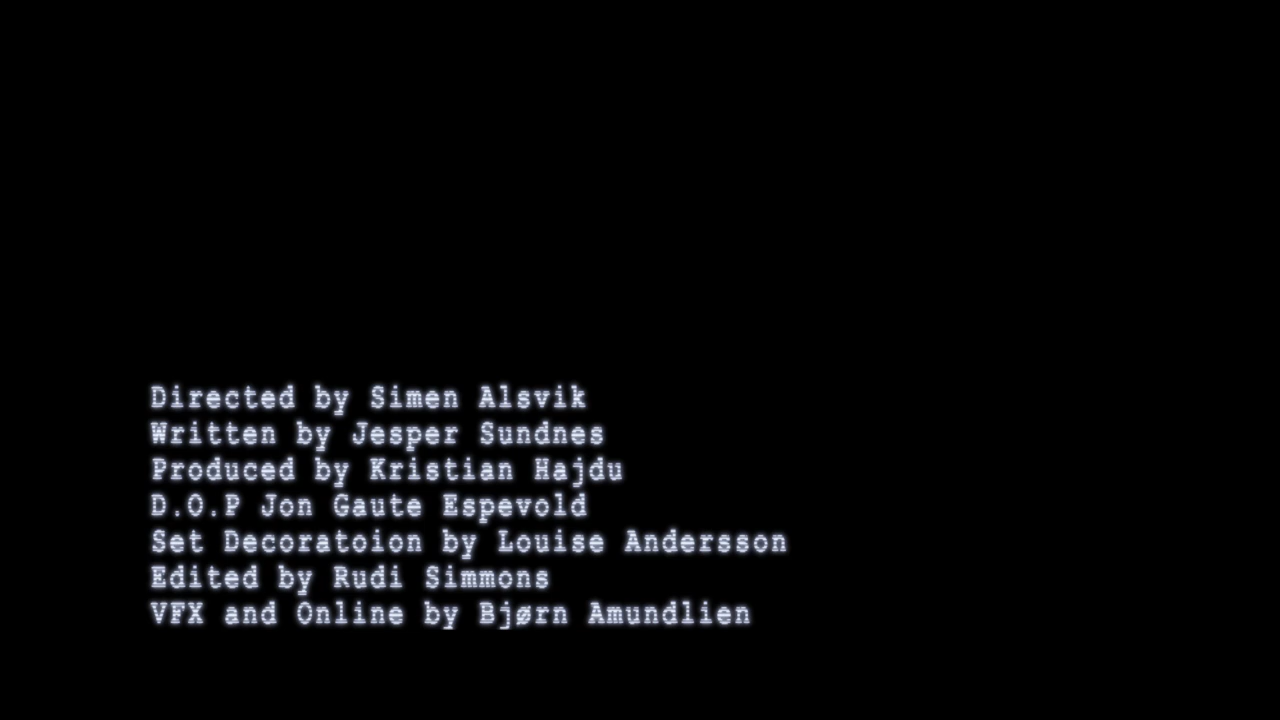 Directed by Simen Alsvik
Written by Jesper Sundnes
Produced by Kristian Hajdu
D.O.P Jon Gaute Espevold
Set Decoratoion by Louise Andersson
Edited by Rudi Simmons
VFX and Online by Bjørn Amundlien